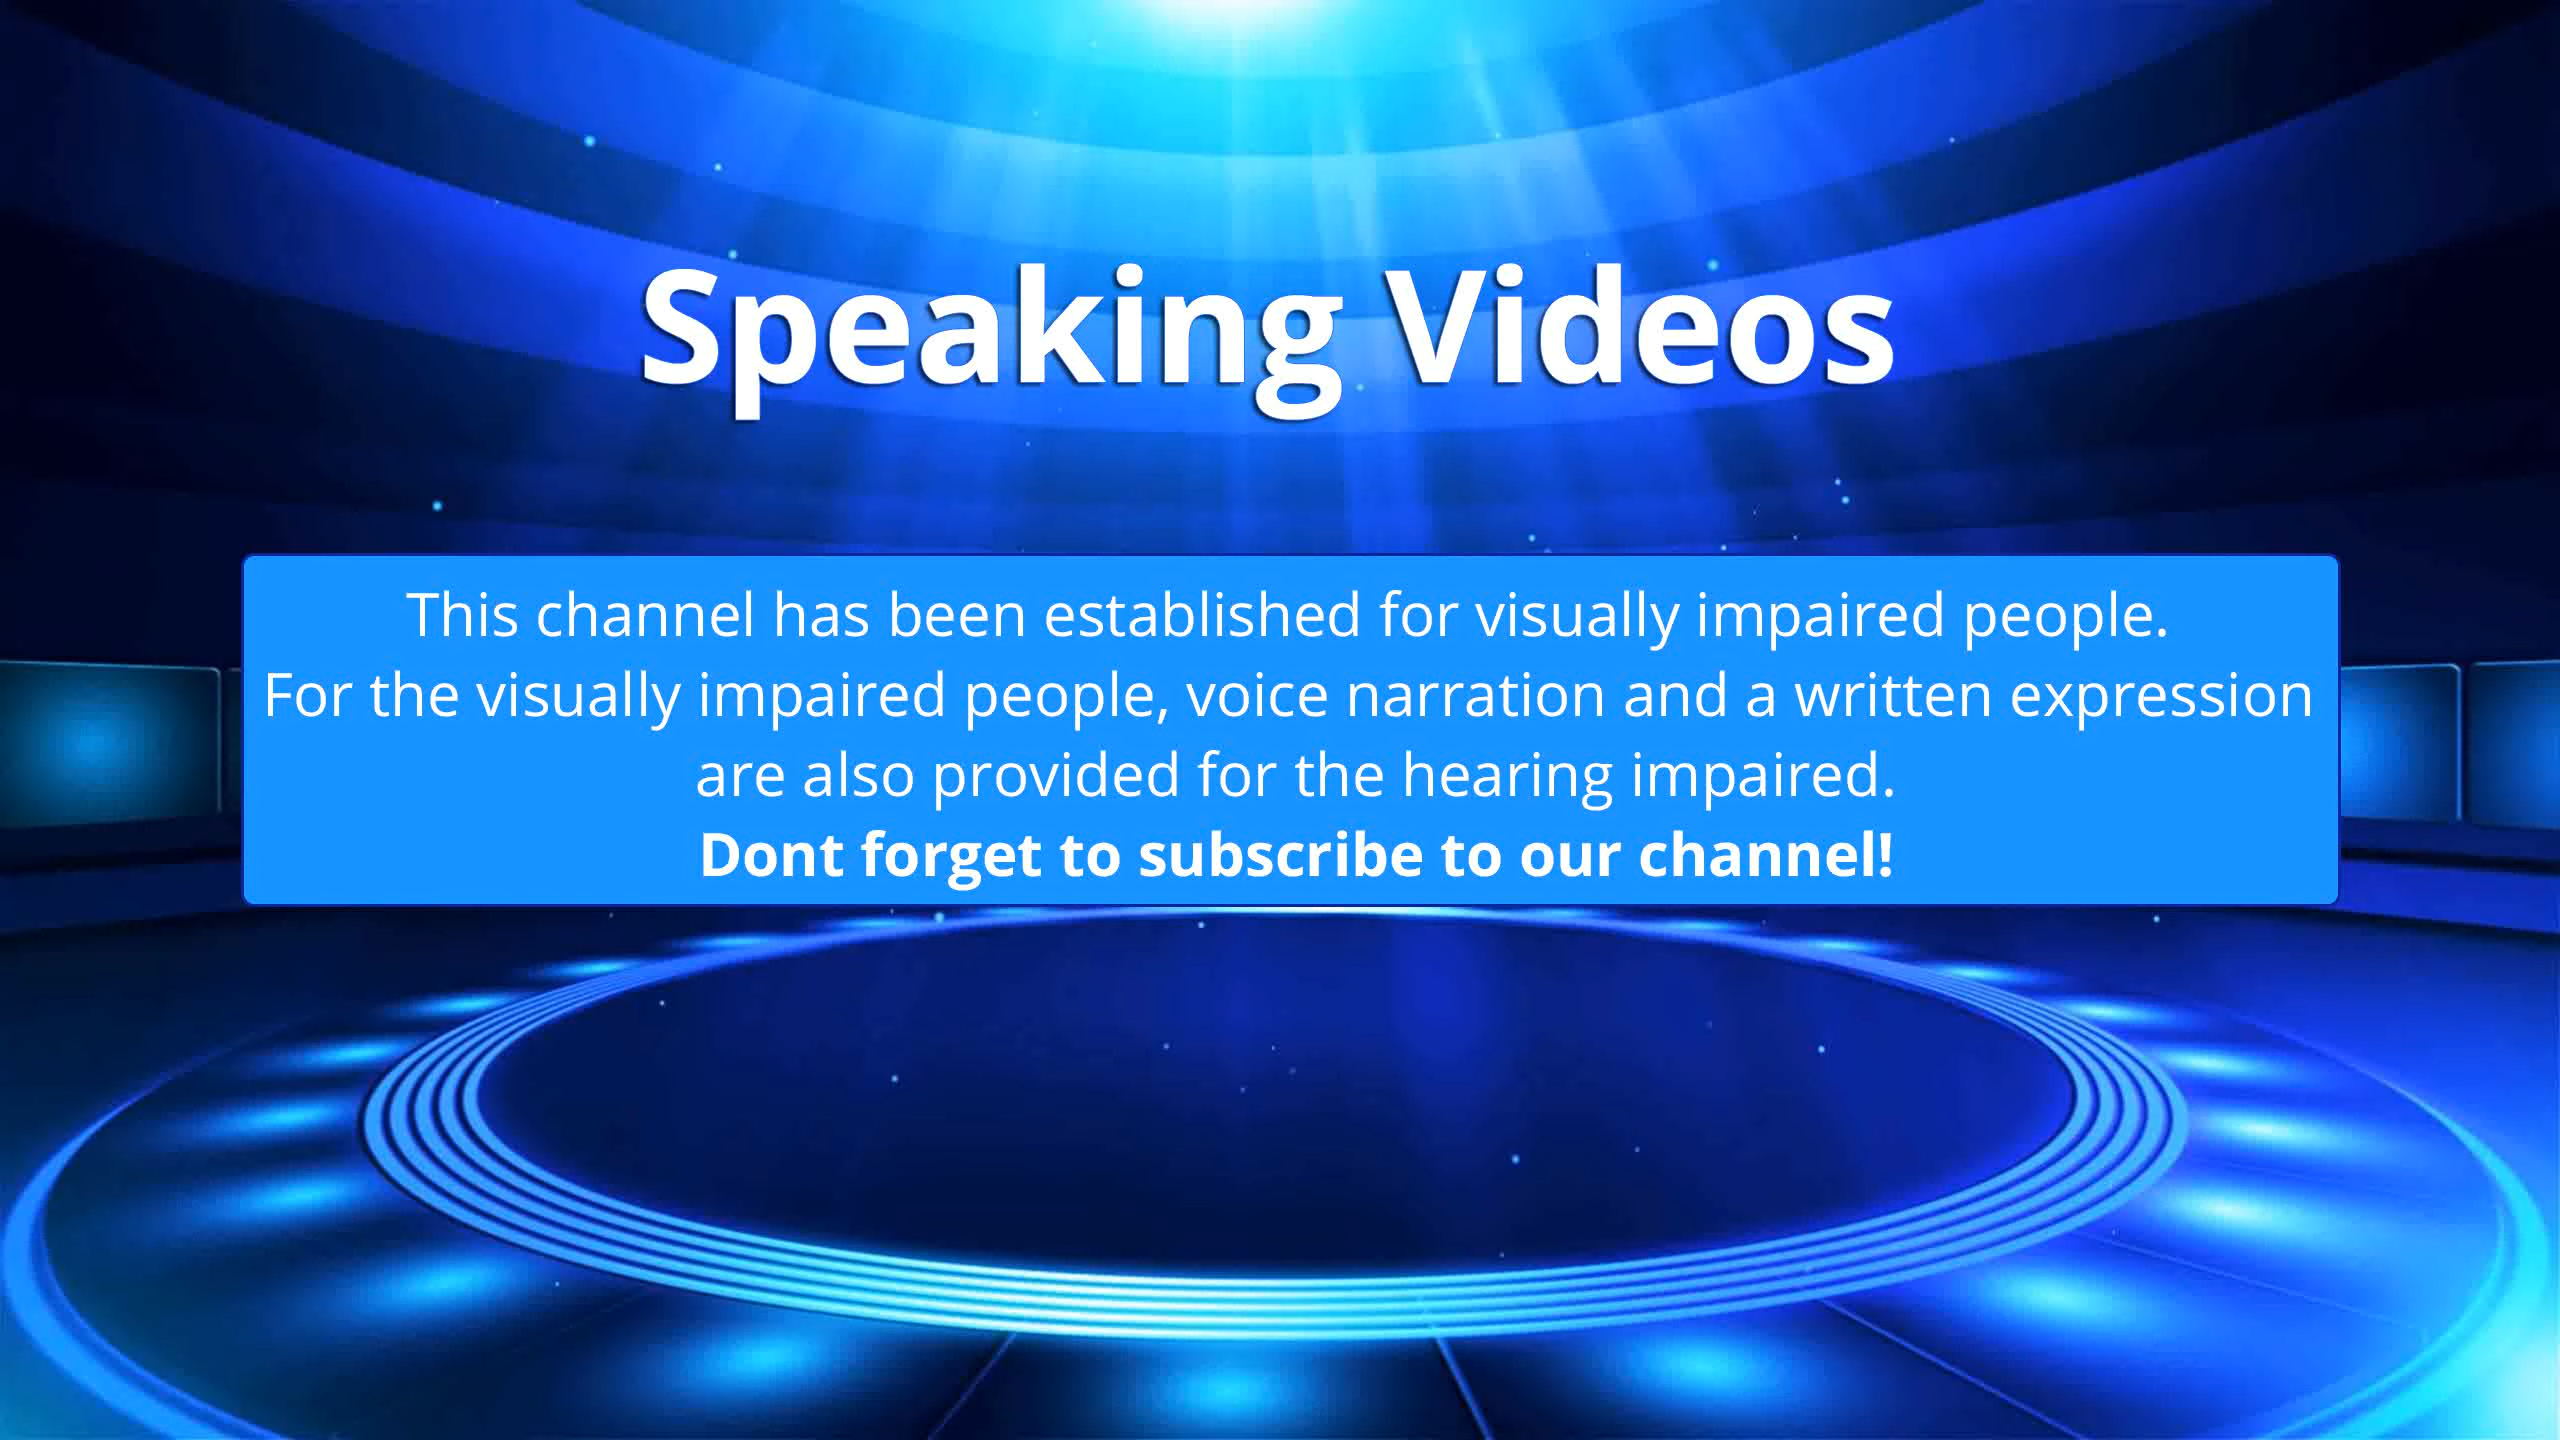 Speaking Videos
This channel has been established for visually impaired people.
For the visually impaired people, voice narration and a written expression
are also provided for the hearing impaired.
Dont forget to subscribe to our channel!